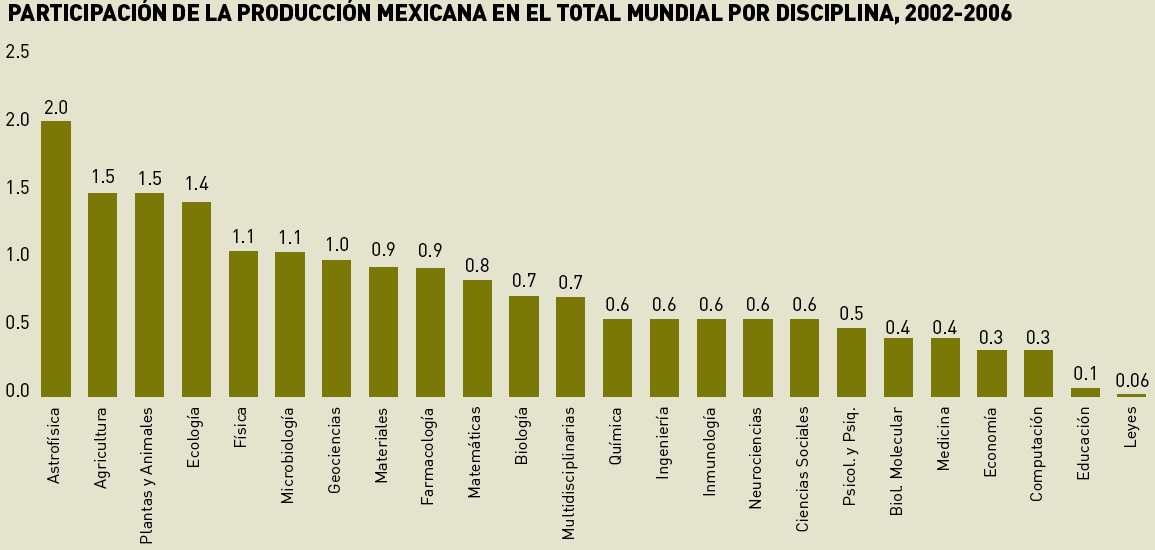 PARTICIPACIÓN DE LA PRODUCCIÓN MEXICANA EN EL TOTAL MUNDIAL POR DISCIPLINA, 2002-2006
2.5
2.0
1.5
1.0
0.5
0.0
2.0
1.5
1.5
1.4
1.1
1.1
1.0
0.9
0.9
0.8
0.7
0.7
0.6
0.6
0.6
0.6
0.6
0.5
0.4
0.4
0.3
0.3
0.1
0.06
Astrofísica
Agricultura
Plantas y Animales
Ecología
Física
Microbiología
Geociencias
Materiales
Farmacología
Matemáticas
Biología
Multidisciplinarias
Química
Ingeniería
Inmunología
Neurociencias
Ciencias Sociales
Psicol. y Psiq.
Biol. Molecular
Medicina
Economía
Computación
Educación
Leyes